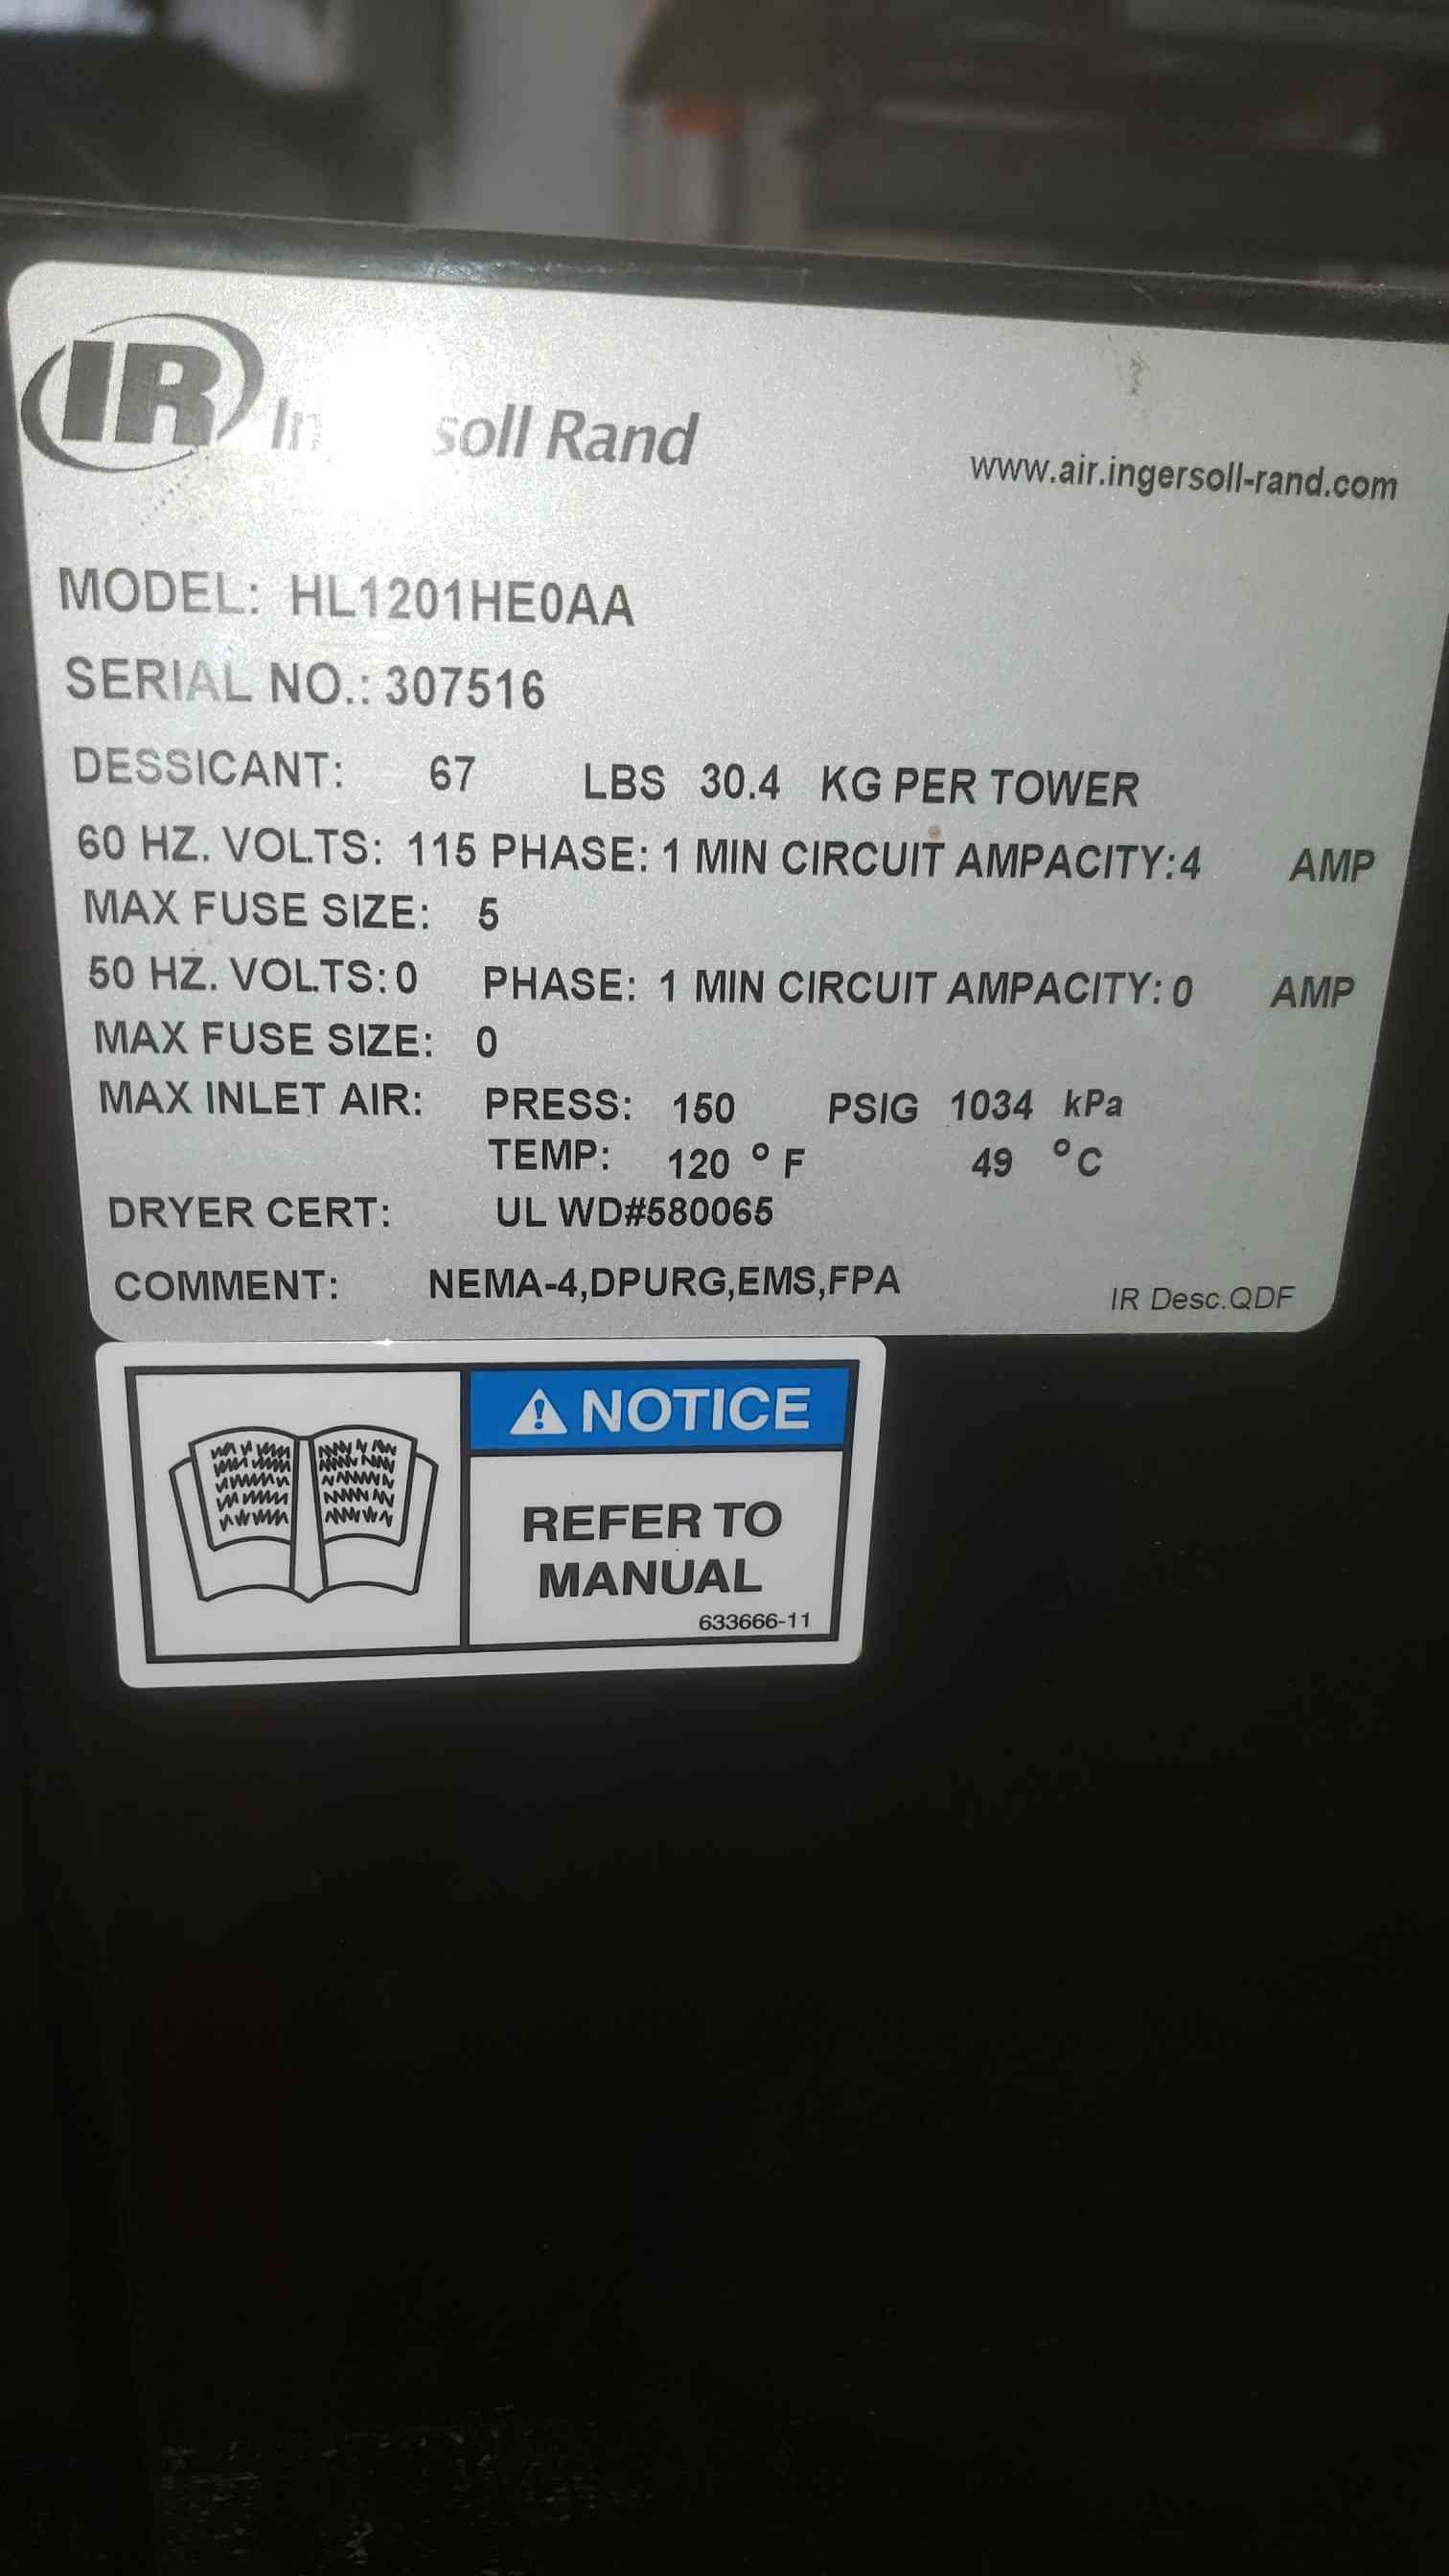 IR soll Rand
www.air.ingersoll-rand.com
MODEL: HL1201HE0AA
SERIAL NO.: 307516
DESSICANT: 67 LBS 30.4 KG PER TOWER
60 HZ. VOLTS: 115 PHASE: 1 MIN CIRCUIT AMPACITY:4 AMP
MAX FUSE SIZE: 5
50 HZ. VOLTS:0 PHASE: 1 MIN CIRCUIT AMPACITY: 0 AMP
MAX FUSE SIZE: 0
MAX INLET AIR: PRESS: 150 PSIG 1034 kPa
TEMP: 120 °F 49 °C
DRYER CERT: UL WD#580065
COMMENT: NEMA-4,DPURG,EMS,FPA
IR Desc.QDF
NOTICE
REFER TO
MANUAL
633666-11